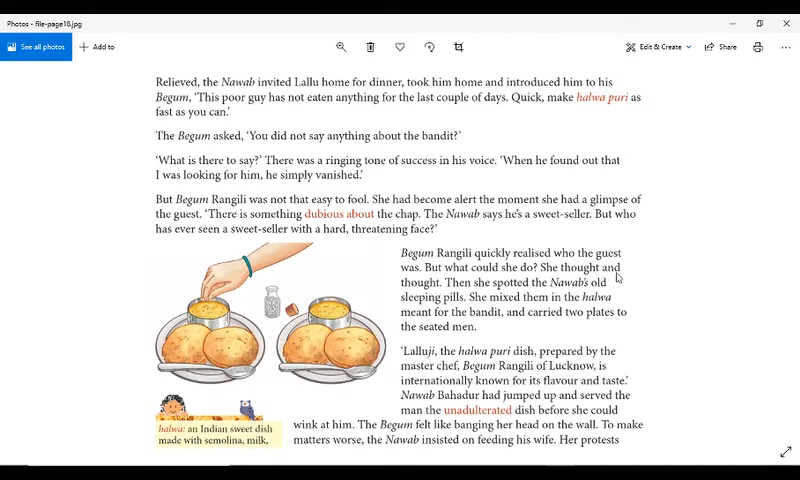 Photos - file-page18.jpg
See all photos
Add to
Edit & Create
Share
Relieved, the Nawab invited Lallu home for dinner, took him home and introduced him to his
Begum, ‘This poor guy has not eaten anything for the last couple of days. Quick, make halwa puri as
fast as you can.’
The Begum asked, ‘You did not say anything about the bandit?’
‘What is there to say?’ There was a ringing tone of success in his voice. ‘When he found out that
I was looking for him, he simply vanished.’
But Begum Rangili was not that easy to fool. She had become alert the moment she had a glimpse of
the guest. ‘There is something dubious about the chap. The Nawab says he’s a sweet-seller. But who
has ever seen a sweet-seller with a hard, threatening face?’
Begum Rangili quickly realised who the guest
was. But what could she do? She thought and
thought. Then she spotted the Nawab’s old
sleeping pills. She mixed them in the halwa
meant for the bandit, and carried two plates to
the seated men.
‘Lalluji, the halwa puri dish, prepared by the
master chef, Begum Rangili of Lucknow, is
internationally known for its flavour and taste.’
Nawab Bahadur had jumped up and served the
man the unadulterated dish before she could
wink at him. The Begum felt like banging her head on the wall. To make
matters worse, the Nawab insisted on feeding his wife. Her protests
halwa: an Indian sweet dish
made with semolina, milk,